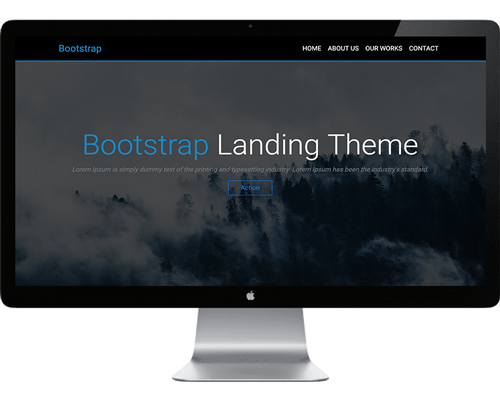 Bootstrap
HOME ABOUT US OUR WORKS CONTACT
Bootstrap Landing Theme
Lorem Ipsum is simply dummy text of the printing and typesetting industry. Lorem Ipsum has been the industry's standard.
Action